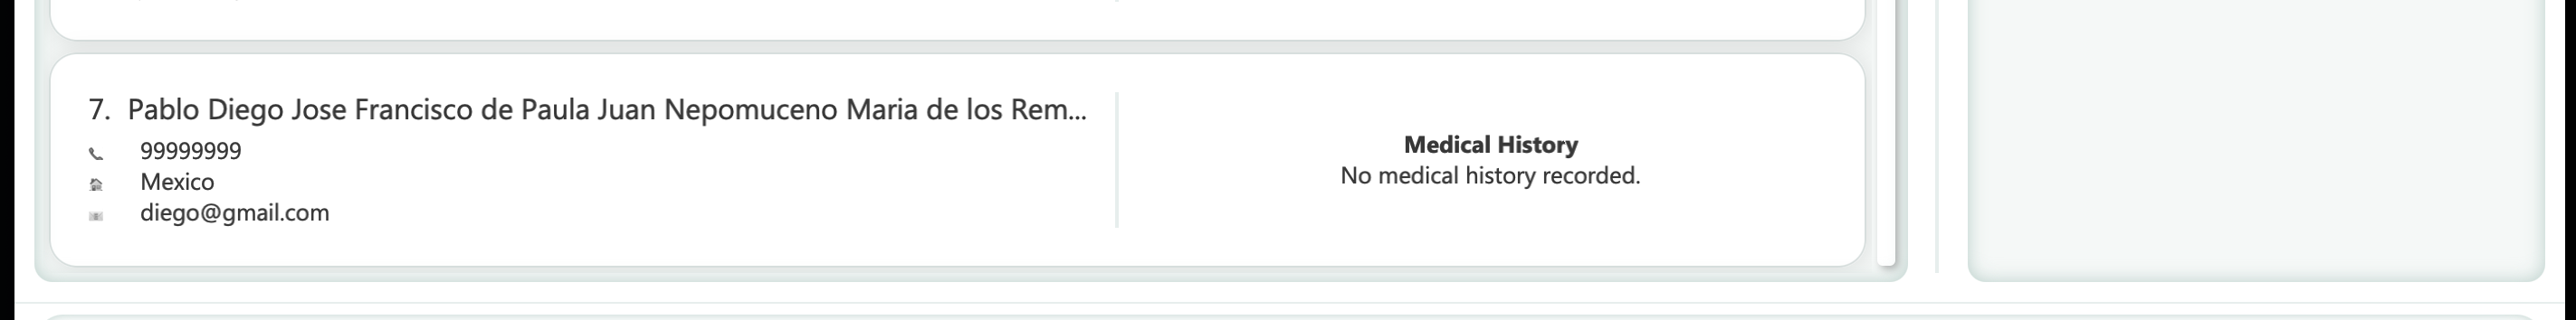 7. Pablo Diego Jose Francisco de Paula Juan Nepomuceno Maria de los Rem...
99999999
Mexico
diego@gmail.com
Medical History
No medical history recorded.